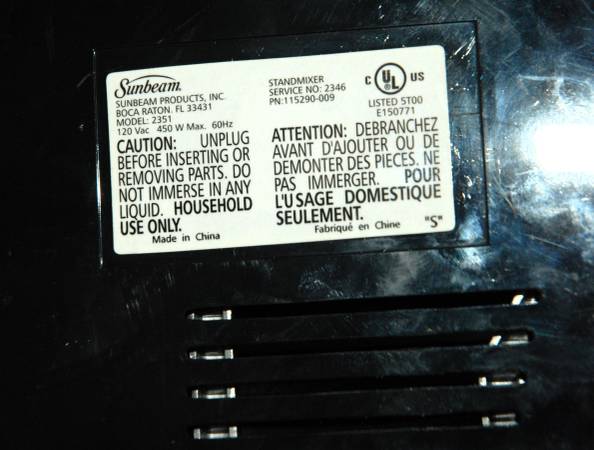 Sunbeam.
SUNBEAM PRODUCTS, INC.
BOCA RATON. FL 33431
MODEL: 2351
120 Vac 450 W Max. 60Hz
CAUTION: UNPLUG
BEFORE INSERTING OR
REMOVING PARTS. DO
NOT IMMERSE IN ANY
LIQUID. HOUSEHOLD
USE ONLY.
Made in China
STANDMIXER
SERVICE NO: 2346
PN:115290-009
C UL US
LISTED 5T00
E150771
ATTENTION: DEBRANCHEZ
AVANT D'AJOUTER OU DE
DEMONTER DES PIECES. NE
PAS IMMERGER. POUR
L'USAGE DOMESTIQUE
SEULEMENT.
Fabriqué en Chine "S"